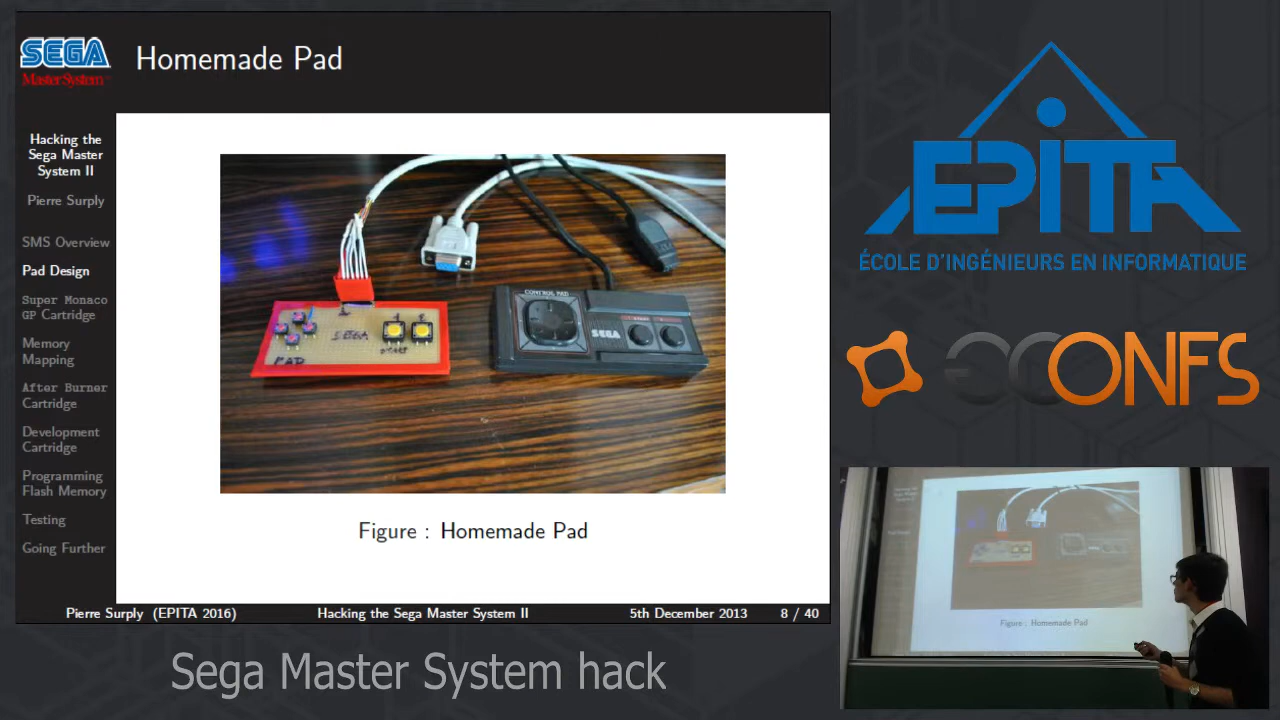 SEGA
Master System
Homemade Pad
Hacking the
Sega Master
System II
Pierre Surply
SMS Overview
Pad Design
Super Monaco
GP Cartridge
Memory
Mapping
After Burner
Cartridge
Development
Cartridge
Programming
Flash Memory
Testing
Going Further
CONTROL PAD
SEGA
SEGA
PAD
Figure : Homemade Pad
Pierre Surply (EPITA 2016)
Hacking the Sega Master System II
5th December 2013
8 / 40
Sega Master System hack
EPITA
ÉCOLE D'INGÉNIEURS EN INFORMATIQUE
GCONFS
Figure : Homemade Pad